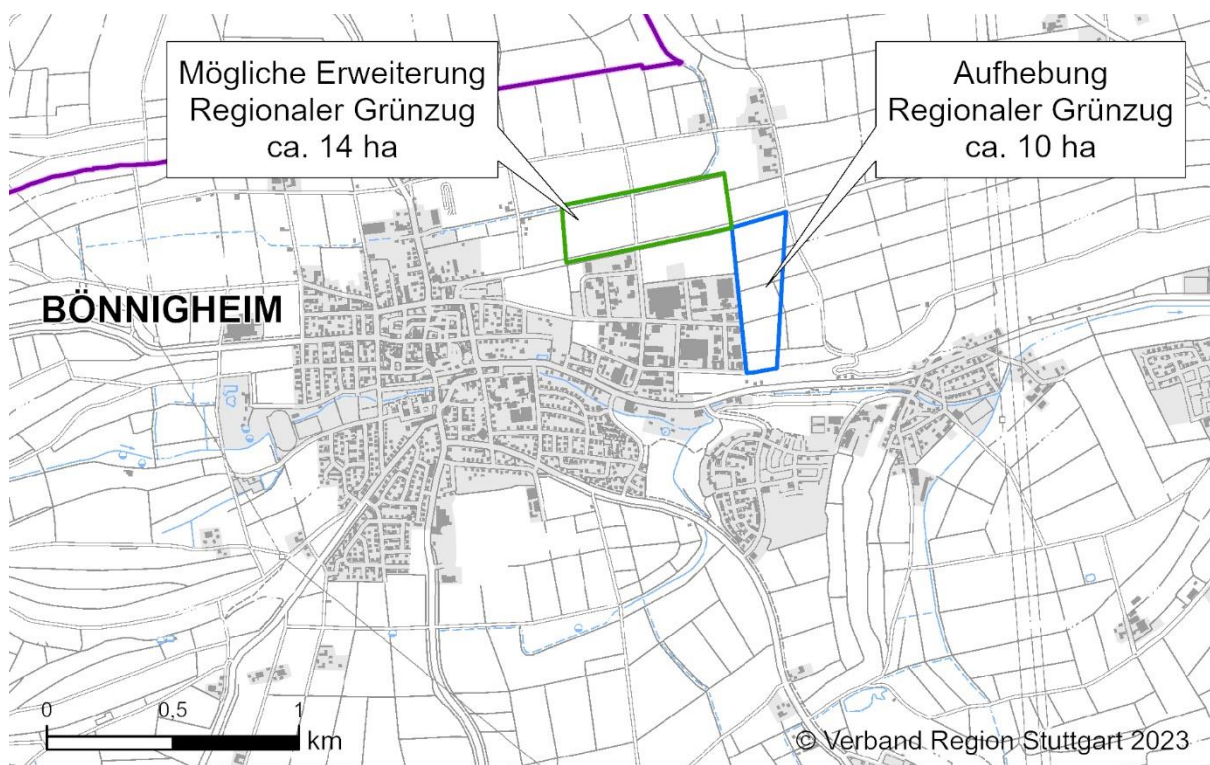 Mögliche Erweiterung
Regionaler Grünzug
ca. 14 ha
Aufhebung
Regionaler Grünzug
ca. 10 ha
BÖNNIGHEIM
0 0,5 1
km
© Verband Region Stuttgart 2023